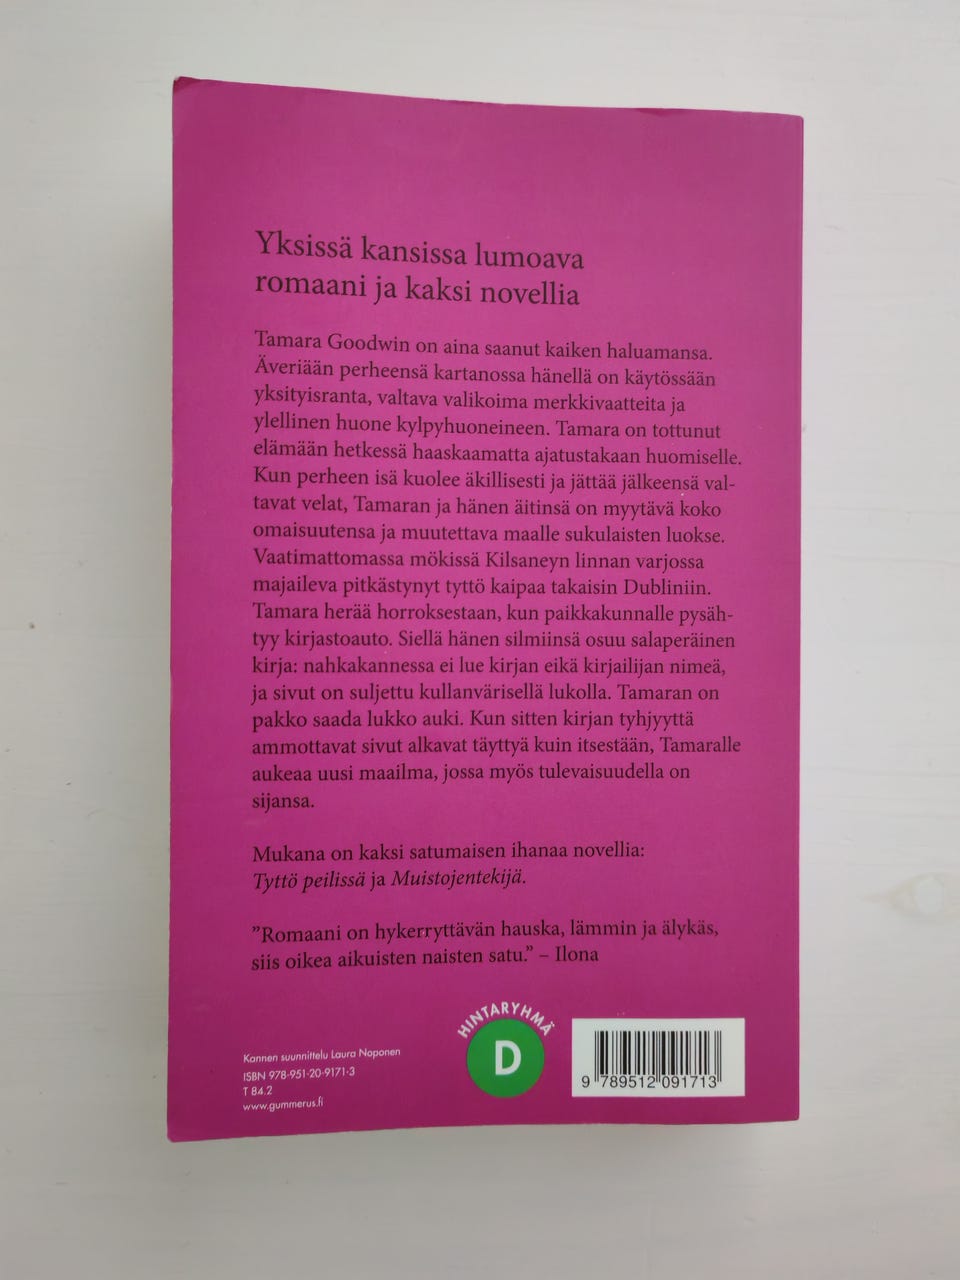 Yksissä kansissa lumoava
romaani ja kaksi novellia
Tamara Goodwin on aina saanut kaiken haluamansa.
Äveriään perheensä kartanossa hänellä on käytössään
yksityisranta, valtava valikoima merkkivaatteita ja
ylellinen huone kylpyhuoneineen. Tamara on tottunut
elämään hetkessä haaskaamatta ajatustakaan huomiselle.
Kun perheen isä kuolee äkillisesti ja jättää jälkeensä val-
tavat velat, Tamaran ja hänen äitinsä on myytävä koko
omaisuutensa ja muutettava maalle sukulaisten luokse.
Vaatimattomassa mökissä Kilsaneyn linnan varjossa
majaileva pitkästynyt tyttö kaipaa takaisin Dubliniin.
Tamara herää horroksestaan, kun paikkakunnalle pysäh-
tyy kirjastoauto. Siellä hänen silmiinsä osuu salaperäinen
kirja: nahkakannessa ei lue kirjan eikä kirjailijan nimeä,
ja sivut on suljettu kullanvärisellä lukolla. Tamaran on
pakko saada lukko auki. Kun sitten kirjan tyhjyyttä
ammottavat sivut alkavat täyttyä kuin itsestään, Tamaralle
aukeaa uusi maailma, jossa myös tulevaisuudella on
sijansa.
Mukana on kaksi satumaisen ihanaa novellia:
Tyttö peilissä ja Muistojentekijä.
”Romaani on hykerryttävän hauska, lämmin ja älykäs,
siis oikea aikuisten naisten satu.” – Ilona
Kannen suunnittelu Laura Noponen
ISBN 978-951-20-9171-3
T 84.2
www.gummerus.fi
HINTARYHMÄ
D
9 789512 091713